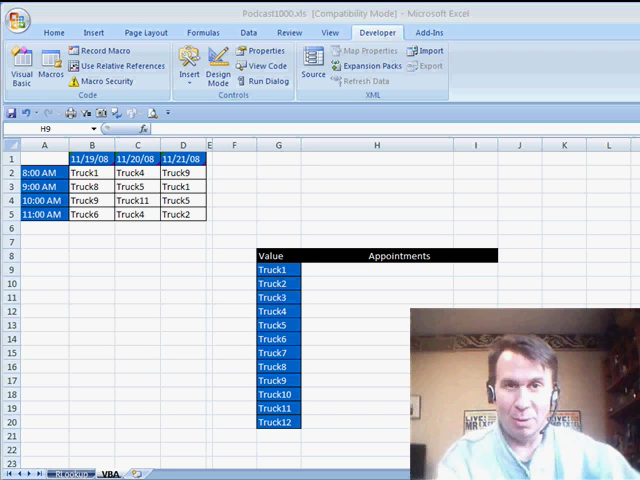 Podcast1000.xls [Compatibility Mode] - Microsoft Excel
Home Insert Page Layout Formulas Data Review View Developer Add-Ins
Visual Basic
Macros
Record Macro
Use Relative References
Macro Security
Code
Insert
Design Mode
Properties
View Code
Run Dialog
Controls
Source
Map Properties
Expansion Packs
Refresh Data
Import
Export
XML
H9
fx
A B C D E F G H I J K L
1 11/19/08 11/20/08 11/21/08
2 8:00 AM Truck1 Truck4 Truck9
3 9:00 AM Truck8 Truck5 Truck1
4 10:00 AM Truck9 Truck11 Truck5
5 11:00 AM Truck6 Truck4 Truck2
6
7
8 Value Appointments
9 Truck1
10 Truck2
11 Truck3
12 Truck4
13 Truck5
14 Truck6
15 Truck7
16 Truck8
17 Truck9
18 Truck10
19 Truck11
20 Truck12
21
22
23
RLookup VBA
LIVE!
LIVE!